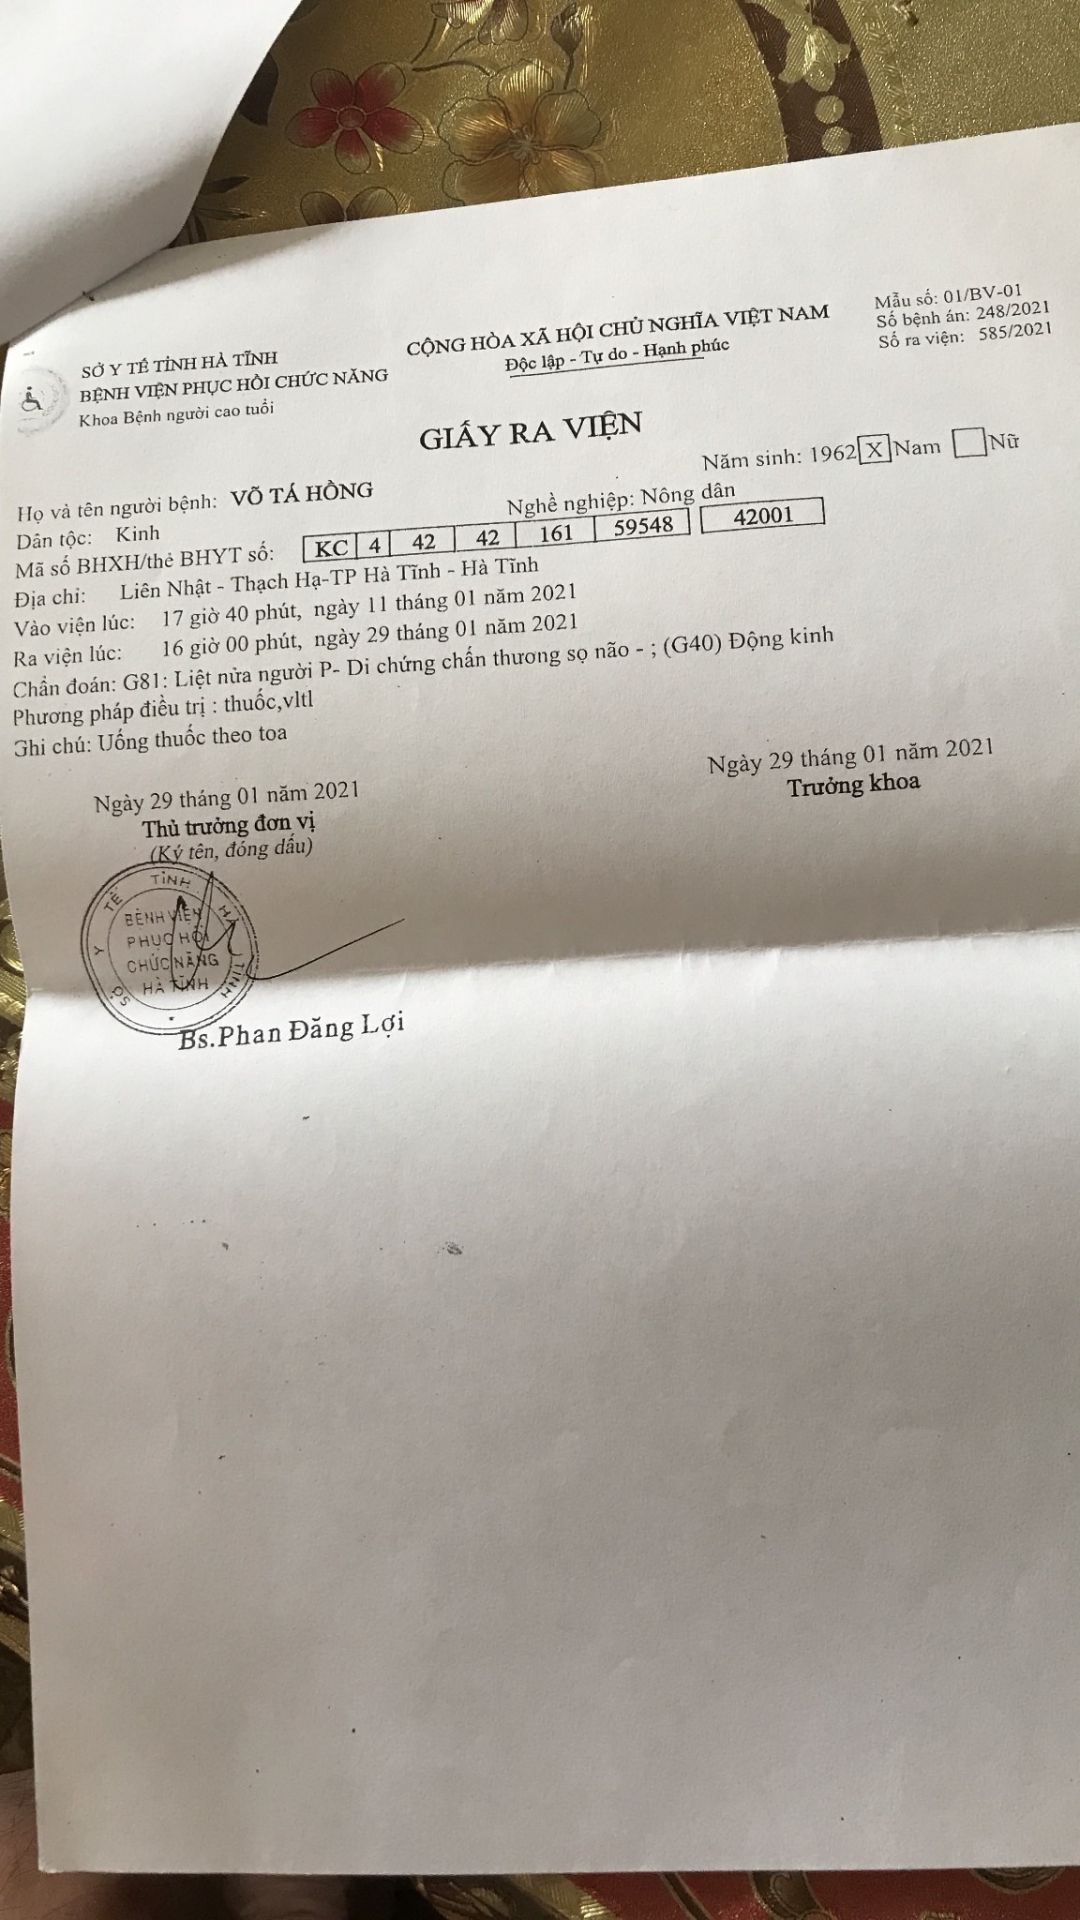 SỞ Y TẾ TỈNH HÀ TĨNH
BỆNH VIỆN PHỤC HỒI CHỨC NĂNG
Khoa Bệnh người cao tuổi
CỘNG HÒA XÃ HỘI CHỦ NGHĨA VIỆT NAM
Độc lập - Tự do - Hạnh phúc
Mẫu số: 01/BV-01
Số bệnh án: 248/2021
Số ra viện: 585/2021
GIẤY RA VIỆN
Họ và tên người bệnh: VÕ TÁ HỒNG
Năm sinh: 1962 X Nam Nữ
Dân tộc: Kinh Nghề nghiệp: Nông dân
Mã số BHXH/thẻ BHYT số: KC 4 42 42 161 59548 42001
Địa chỉ: Liên Nhật - Thạch Hạ-TP Hà Tĩnh - Hà Tĩnh
Vào viện lúc: 17 giờ 40 phút, ngày 11 tháng 01 năm 2021
Ra viện lúc: 16 giờ 00 phút, ngày 29 tháng 01 năm 2021
Chẩn đoán: G81: Liệt nửa người P- Di chứng chấn thương sọ não - ; (G40) Động kinh
Phương pháp điều trị : thuốc,vltl
Ghi chú: Uống thuốc theo toa
Ngày 29 tháng 01 năm 2021
Thủ trưởng đơn vị
(Ký tên, đóng dấu)
Ngày 29 tháng 01 năm 2021
Trưởng khoa
SỞ Y TẾ TỈNH HÀ TĨNH
BỆNH VIỆN
PHỤC HỒI
CHỨC NĂNG
HÀ TĨNH
Bs.Phan Đăng Lợi